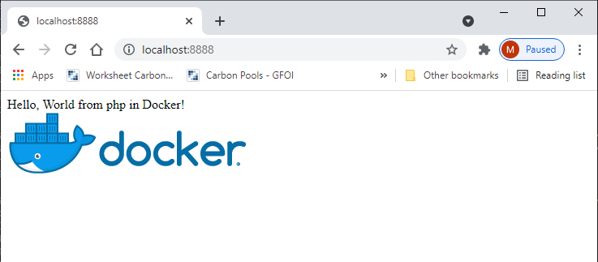 localhost:8888
localhost:8888
M Paused
Apps Worksheet Carbon... Carbon Pools - GFOI » Other bookmarks Reading list
Hello, World from php in Docker!
docker